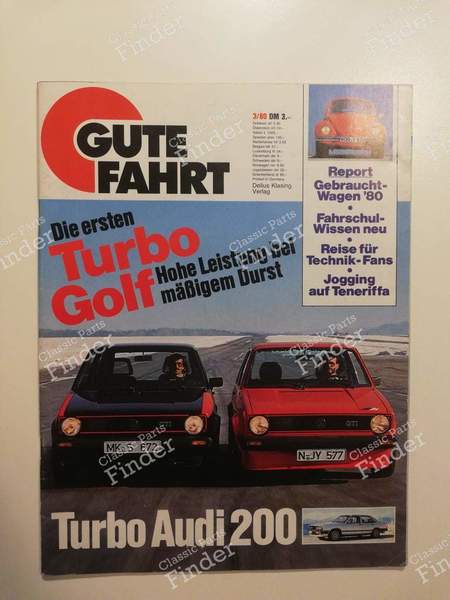 GUTE
FAHRT
3/80 DM 3.-
Delius Klasing
Verlag
Report
Gebraucht-
Wagen '80
•
Fahrschul-
Wissen neu
•
Reise für
Technik-Fans
•
Jogging
auf Teneriffa
Die ersten
Turbo
Golf
Hohe Leistung bei
mäßigem Durst
GTI
N-JY 577
Turbo Audi 200
Classic Parts
Finder